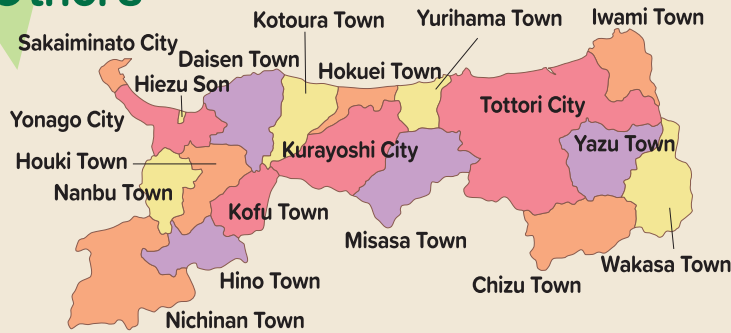 Others
Kotoura Town
Yurihama Town
Iwami Town
Sakaiminato City
Daisen Town
Hokuei Town
Hiezu Son
Tottori City
Yonago City
Kurayoshi City
Yazu Town
Houki Town
Nanbu Town
Kofu Town
Misasa Town
Wakasa Town
Hino Town
Chizu Town
Nichinan Town